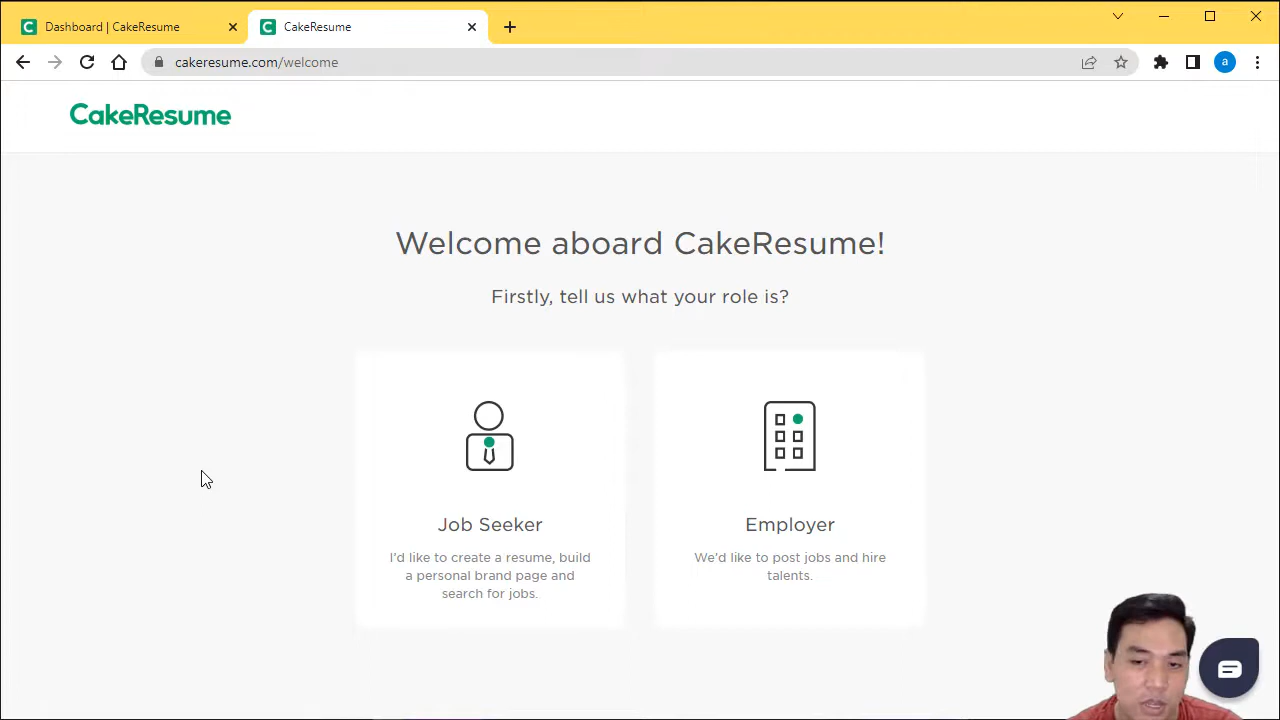 Dashboard | CakeResume
CakeResume
cakeresume.com/welcome
a
CakeResume
Welcome aboard CakeResume!
Firstly, tell us what your role is?
Job Seeker
I'd like to create a resume, build
a personal brand page and
search for jobs.
Employer
We'd like to post jobs and hire
talents.